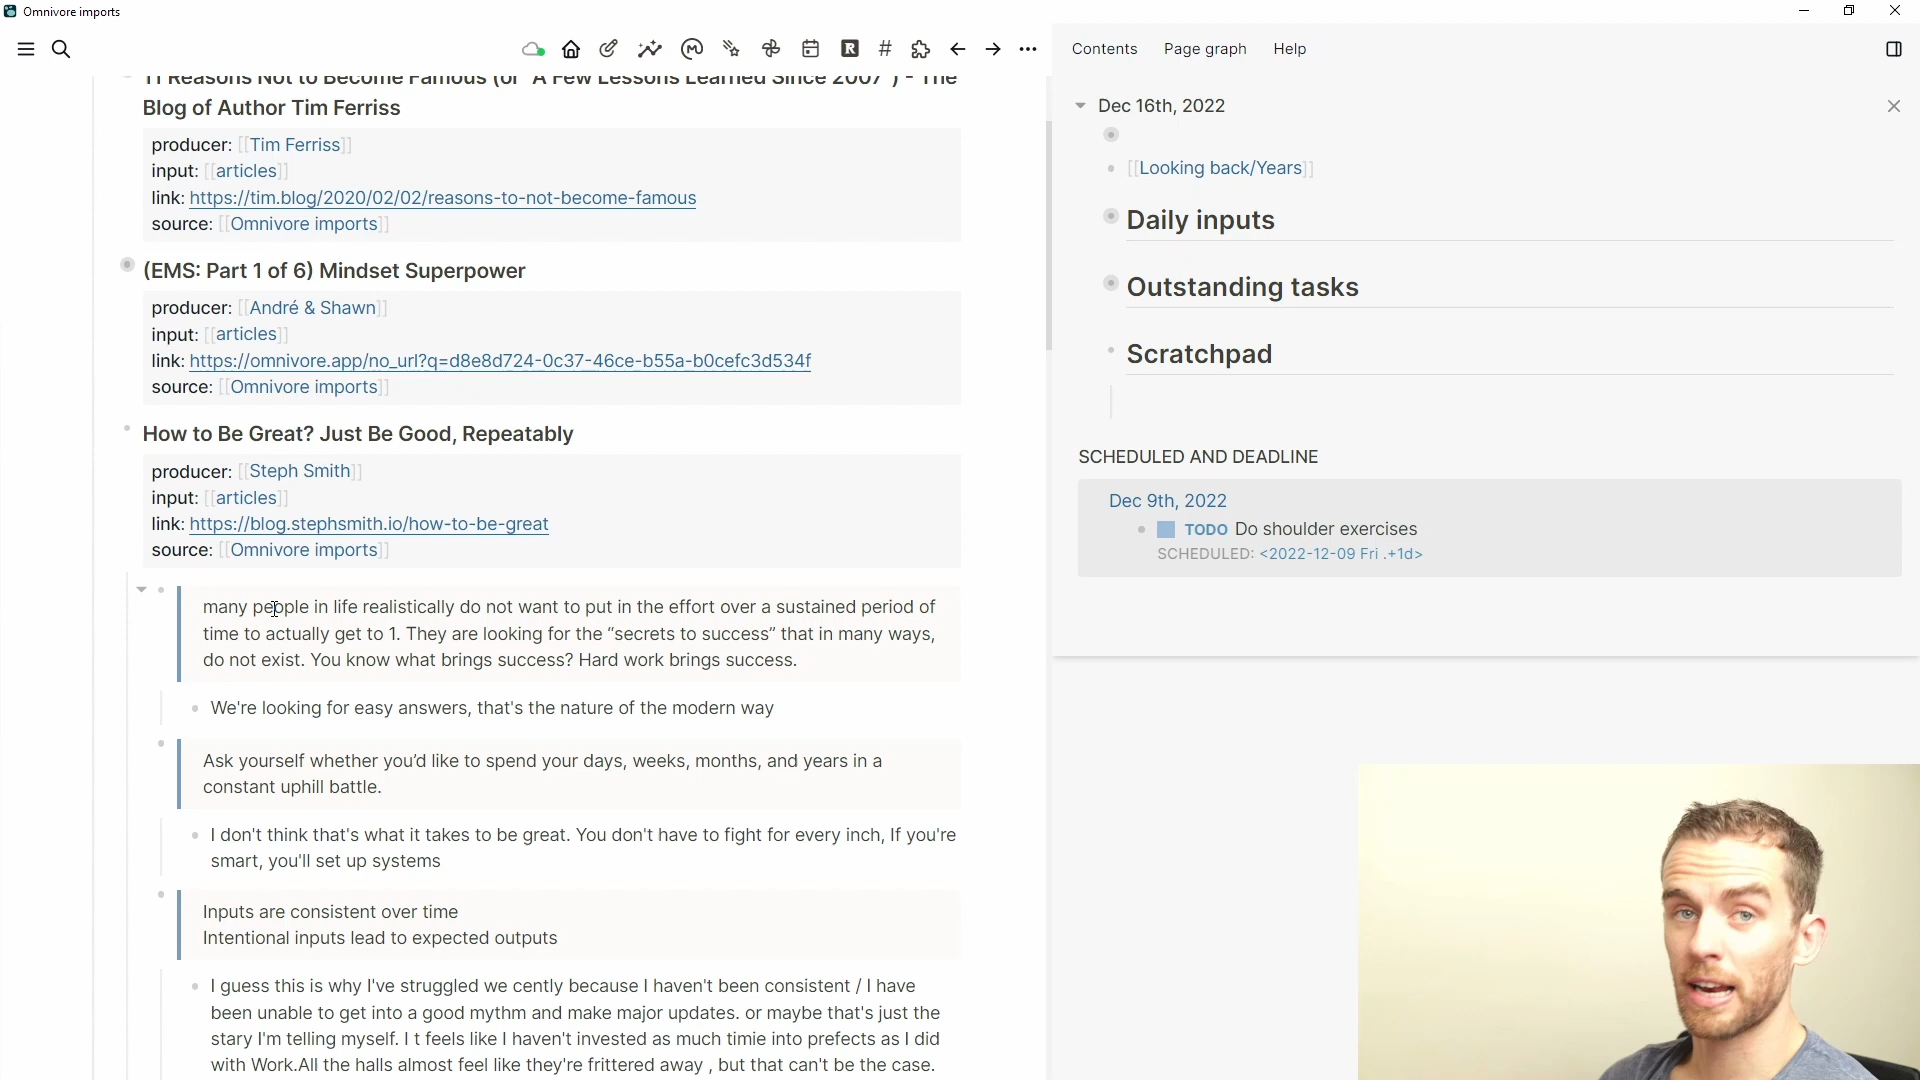 Omnivore imports
Contents Page graph Help
11 Reasons Not to Become Famous (or "A Few Lessons Learned Since 2007") - The
Blog of Author Tim Ferriss
producer: [[Tim Ferriss]]
input: [[articles]]
link: https://tim.blog/2020/02/02/reasons-to-not-become-famous
source: [[Omnivore imports]]
(EMS: Part 1 of 6) Mindset Superpower
producer: [[André & Shawn]]
input: [[articles]]
link: https://omnivore.app/no_url?q=d8e8d724-0c37-46ce-b55a-b0cefc3d534f
source: [[Omnivore imports]]
How to Be Great? Just Be Good, Repeatably
producer: [[Steph Smith]]
input: [[articles]]
link: https://blog.stephsmith.io/how-to-be-great
source: [[Omnivore imports]]
many people in life realistically do not want to put in the effort over a sustained period of
time to actually get to 1. They are looking for the “secrets to success” that in many ways,
do not exist. You know what brings success? Hard work brings success.
We're looking for easy answers, that's the nature of the modern way
Ask yourself whether you’d like to spend your days, weeks, months, and years in a
constant uphill battle.
I don't think that's what it takes to be great. You don't have to fight for every inch, If you're
smart, you'll set up systems
Inputs are consistent over time
Intentional inputs lead to expected outputs
I guess this is why I've struggled we cently because I haven't been consistent / I have
been unable to get into a good mythm and make major updates. or maybe that's just the
stary I'm telling myself. I t feels like I haven't invested as much timie into prefects as I did
with Work.All the halls almost feel like they're frittered away , but that can't be the case.
Dec 16th, 2022
[[Looking back/Years]]
Daily inputs
Outstanding tasks
Scratchpad
SCHEDULED AND DEADLINE
Dec 9th, 2022
TODO Do shoulder exercises
SCHEDULED: <2022-12-09 Fri .+1d>